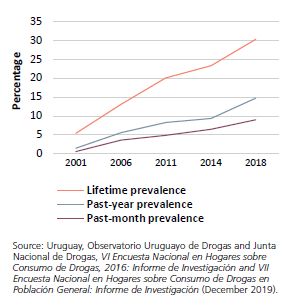 Percentage
35
30
25
20
15
10
5
0
2001 2006 2011 2014 2018
Lifetime prevalence
Past-year prevalence
Past-month prevalence
Source: Uruguay, Observatorio Uruguayo de Drogas and Junta
Nacional de Drogas, VI Encuesta Nacional en Hogares sobre
Consumo de Drogas, 2016: Informe de Investigación and VII
Encuesta Nacional en Hogares sobre Consumo de Drogas en
Población General: Informe de Investigación (December 2019).